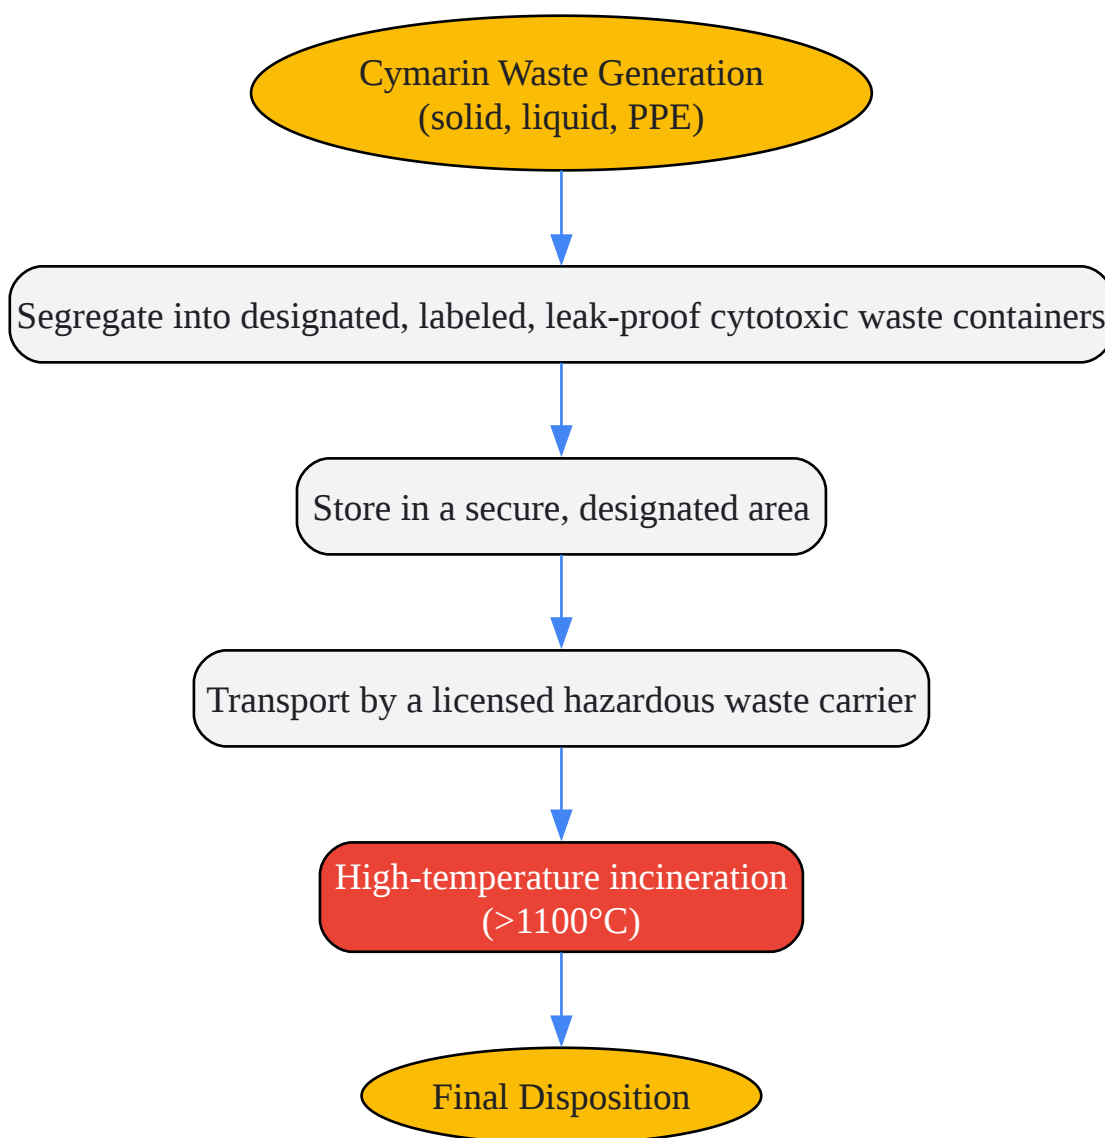 Cymarin Waste Generation
(solid, liquid, PPE)
Segregate into designated, labeled, leak-proof cytotoxic waste containers
Store in a secure, designated area
Transport by a licensed hazardous waste carrier
High-temperature incineration
(>1100°C)
Final Disposition